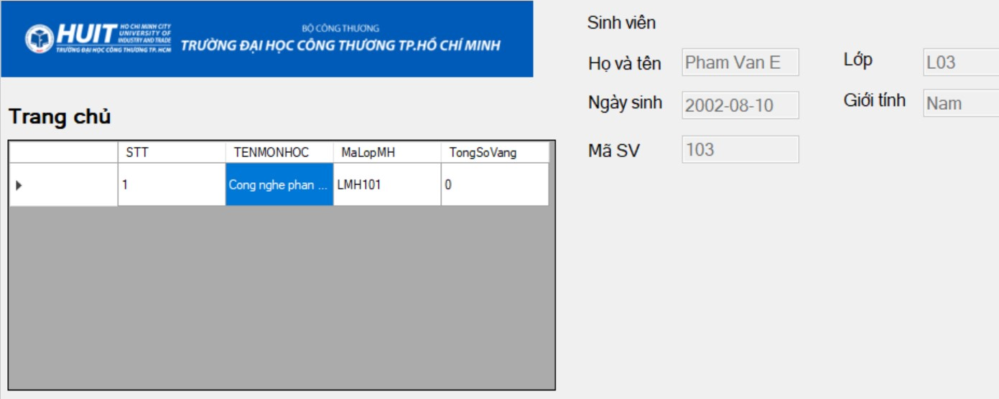 HUIT
HO CHI MINH CITY
UNIVERSITY OF
INDUSTRY AND TRADE
TRƯỜNG ĐẠI HỌC CÔNG THƯƠNG TP. HCM
BỘ CÔNG THƯƠNG
TRƯỜNG ĐẠI HỌC CÔNG THƯƠNG TP.HỒ CHÍ MINH
Trang chủ
STT TENMONHOC MaLopMH TongSoVang
1 Cong nghe phan ... LMH101 0
Sinh viên
Họ và tên Pham Van E Lớp L03
Ngày sinh 2002-08-10 Giới tính Nam
Mã SV 103